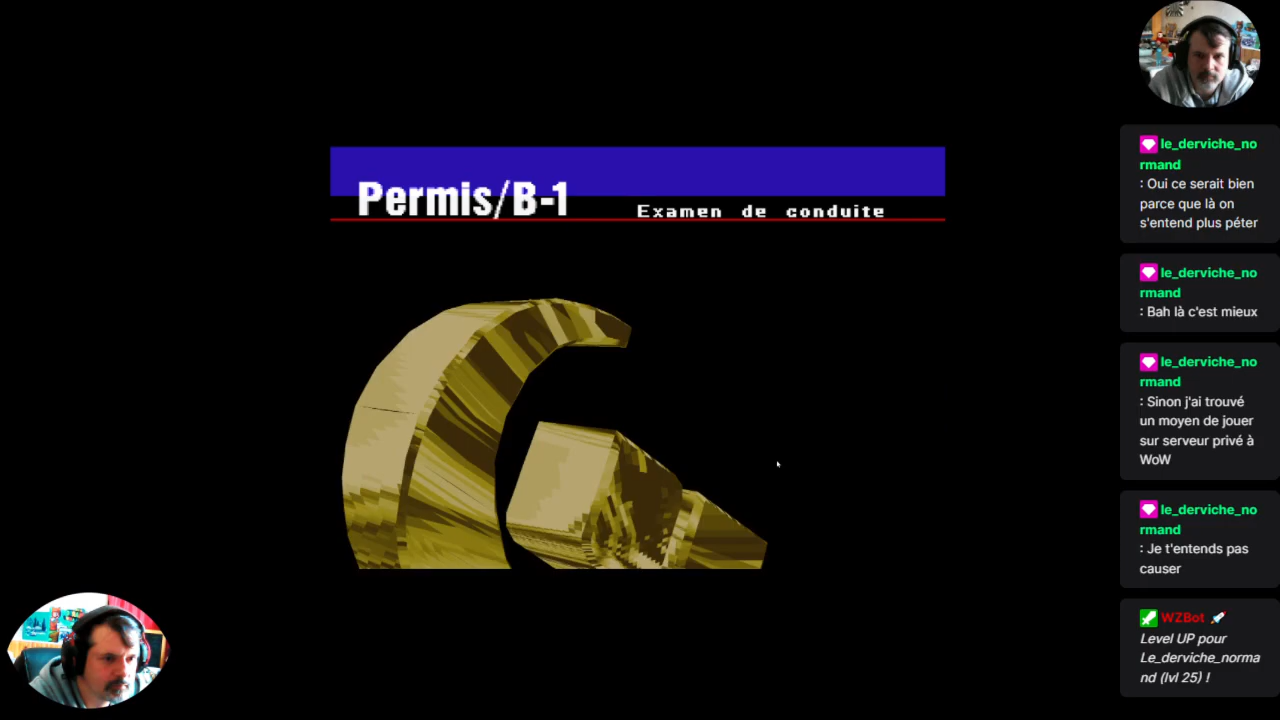 Permis/B-1
Examen de conduite
le_derviche_no
rmand
: Oui ce serait bien
parce que là on
s'entend plus péter
le_derviche_no
rmand
: Bah là c'est mieux
le_derviche_no
rmand
: Sinon j'ai trouvé
un moyen de jouer
sur serveur privé à
WoW
le_derviche_no
rmand
: Je t'entends pas
causer
WZBot 🚀
Level UP pour
Le_derviche_norma
nd (lvl 25) !